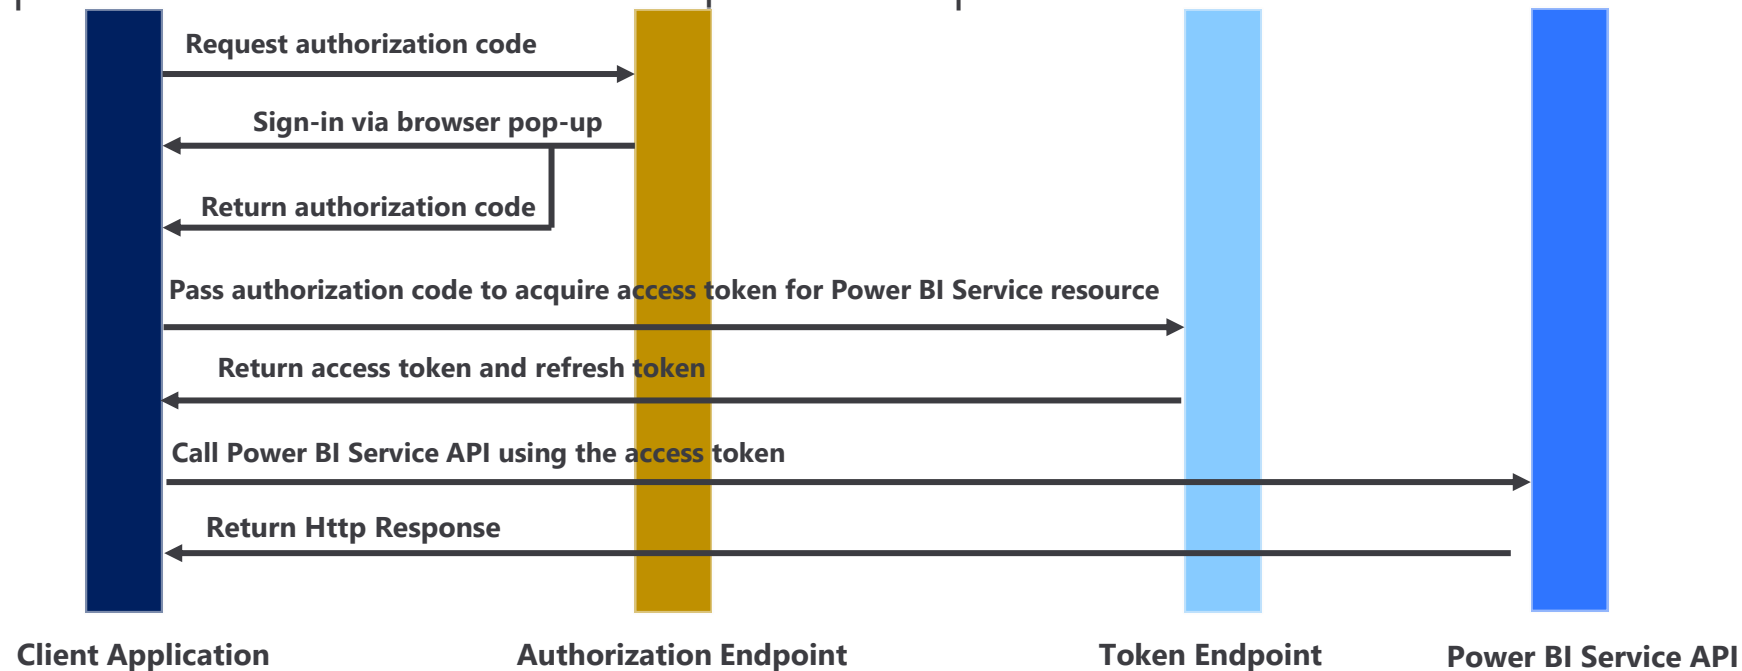 Request authorization code
Sign-in via browser pop-up
Return authorization code
Pass authorization code to acquire access token for Power BI Service resource
Return access token and refresh token
Call Power BI Service API using the access token
Return Http Response
Client Application
Authorization Endpoint
Token Endpoint
Power BI Service API